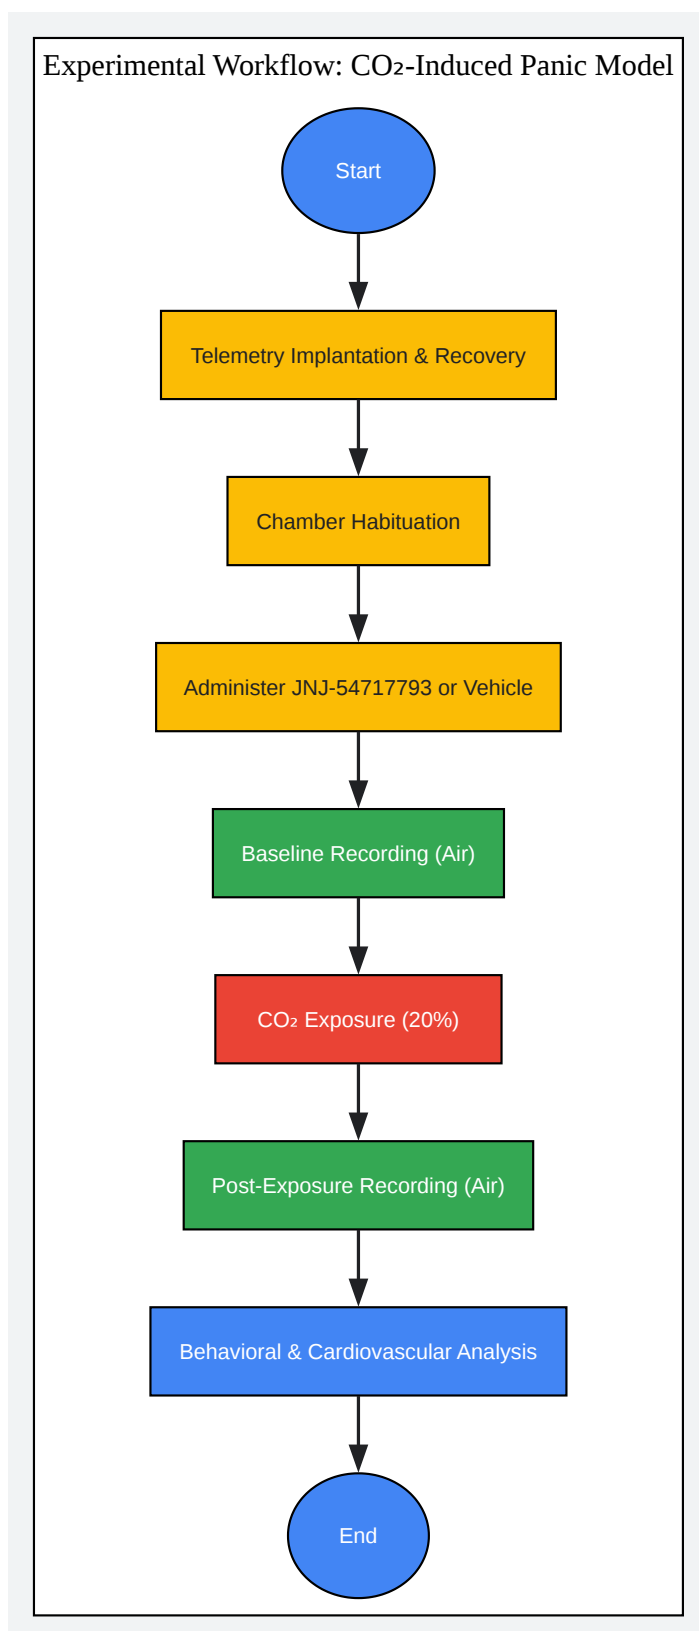 Experimental Workflow: CO₂-Induced Panic Model
Start
Telemetry Implantation & Recovery
Chamber Habituation
Administer JNJ-54717793 or Vehicle
Baseline Recording (Air)
CO₂ Exposure (20%)
Post-Exposure Recording (Air)
Behavioral & Cardiovascular Analysis
End